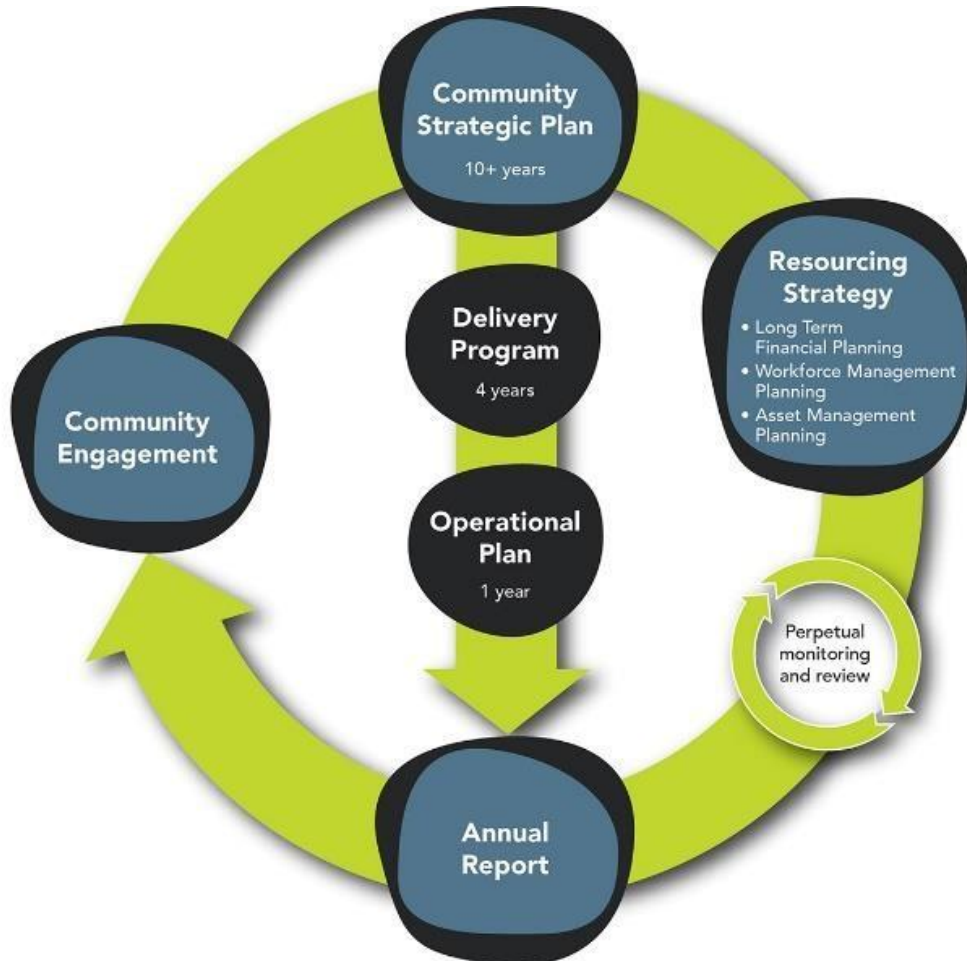 Community
Strategic Plan
10+ years
Resourcing
Strategy
• Long Term
Financial Planning
• Workforce Management
Planning
• Asset Management
Planning
Delivery
Program
4 years
Community
Engagement
Operational
Plan
1 year
Perpetual
monitoring
and review
Annual
Report